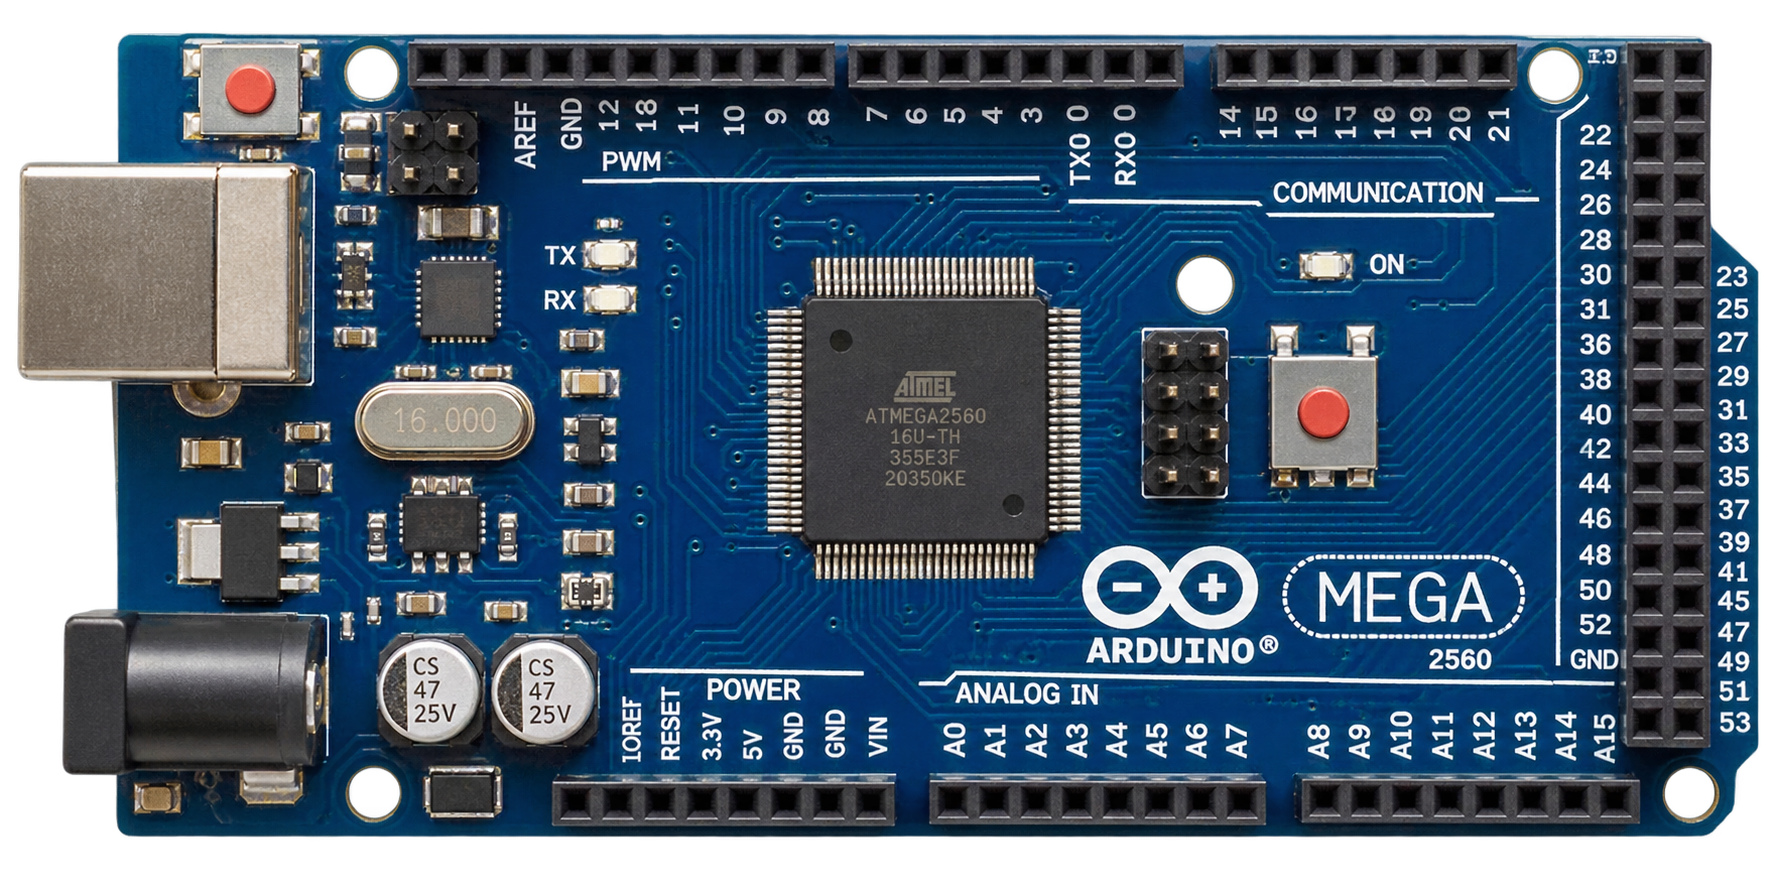 AREF GND 12 18 11 10 9 8
7 6 5 4 3 TX0 0 RX0 0
14 15 16 17 18 19 20 21
PWM
COMMUNICATION
TX
RX
ON
22
24
26
28
30
31
36
38
40
42
44
46
48
50
52
GND
23
25
27
29
31
33
35
37
39
41
45
47
49
51
53
16.000
ATMEL
ATMEGA2560
16U-TH
355E3F
20350KE
MEGA
ARDUINO®
2560
CS
47
25V
CS
47
25V
POWER
IOREF RESET 3.3V 5V GND GND VIN
ANALOG IN
A0 A1 A2 A3 A4 A5 A6 A7
A8 A9 A10 A11 A12 A13 A14 A15